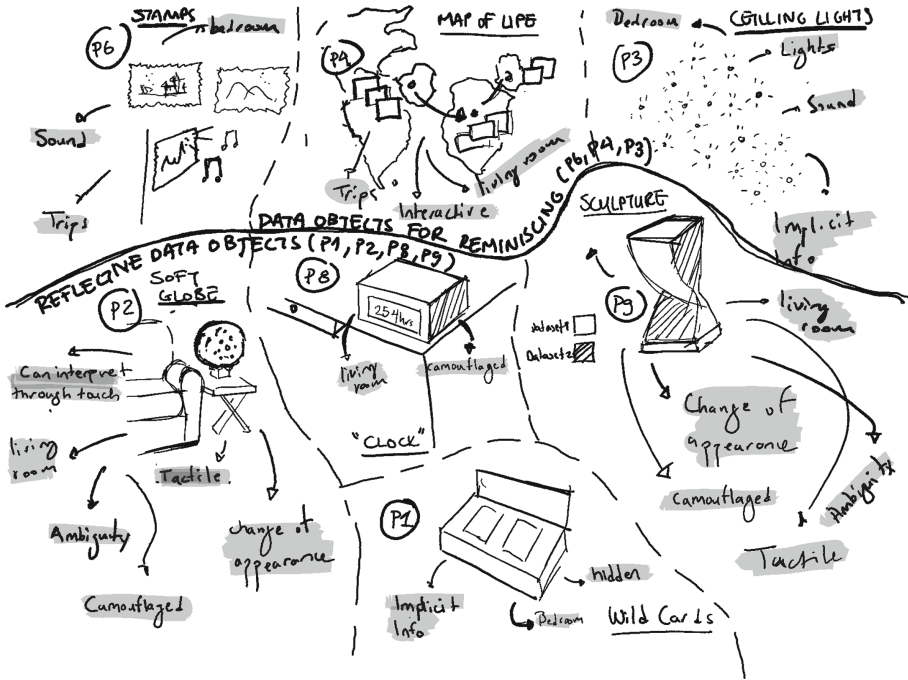 STAMPS
P6
bedroom
Sound
Trips
MAP OF LIFE
P4
Trips
Interactive
living room
CEILLING LIGHTS
Bedroom
P3
Lights
Sound
Implicit
Info
DATA OBJECTS FOR REMINISCING (P6, P4, P3)
REFLECTIVE DATA OBJECTS (P1, P2, P8, P9)
SOFT
GLOBE
P2
Can interpret
through touch
living
room
Tactile
Ambiguity
Camouflaged
change of
appearance
P8
254hrs
living
room
camouflaged
"CLOCK"
SCULPTURE
P9
dataset1
Dataset2
living
room
Change of
appearance
camouflaged
Ambiguity
Tactile
P1
hidden
Implicit
Info
Bedroom
Wild Cards